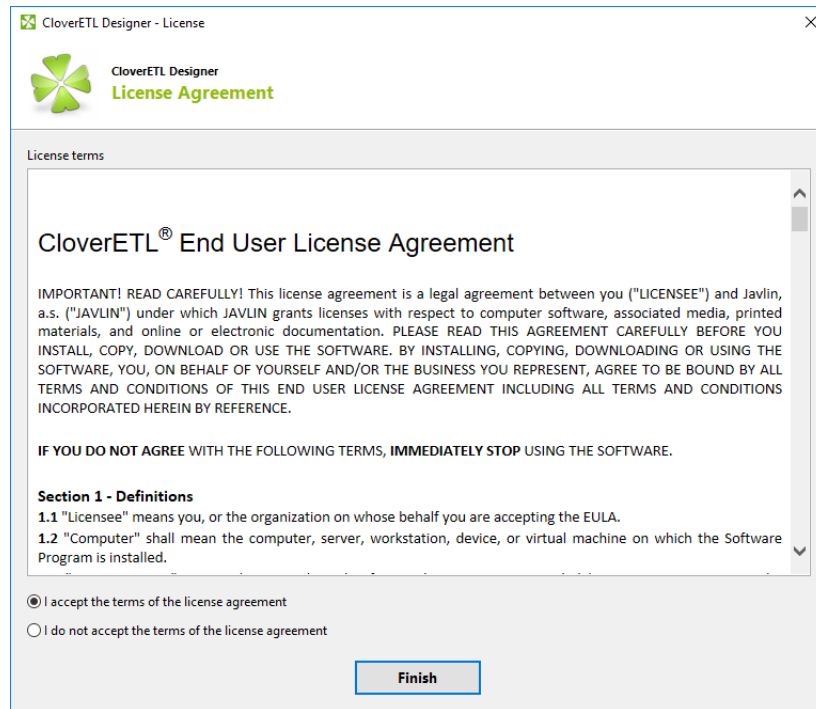 CloverETL Designer - License
CloverETL Designer
License Agreement
License terms
CloverETL® End User License Agreement
IMPORTANT! READ CAREFULLY! This license agreement is a legal agreement between you ("LICENSEE") and Javlin,
a.s. ("JAVLIN") under which JAVLIN grants licenses with respect to computer software, associated media, printed
materials, and online or electronic documentation. PLEASE READ THIS AGREEMENT CAREFULLY BEFORE YOU
INSTALL, COPY, DOWNLOAD OR USE THE SOFTWARE. BY INSTALLING, COPYING, DOWNLOADING OR USING THE
SOFTWARE, YOU, ON BEHALF OF YOURSELF AND/OR THE BUSINESS YOU REPRESENT, AGREE TO BE BOUND BY ALL
TERMS AND CONDITIONS OF THIS END USER LICENSE AGREEMENT INCLUDING ALL TERMS AND CONDITIONS
INCORPORATED HEREIN BY REFERENCE.
IF YOU DO NOT AGREE WITH THE FOLLOWING TERMS, IMMEDIATELY STOP USING THE SOFTWARE.
Section 1 - Definitions
1.1 "Licensee" means you, or the organization on whose behalf you are accepting the EULA.
1.2 "Computer" shall mean the computer, server, workstation, device, or virtual machine on which the Software
Program is installed.
I accept the terms of the license agreement
I do not accept the terms of the license agreement
Finish